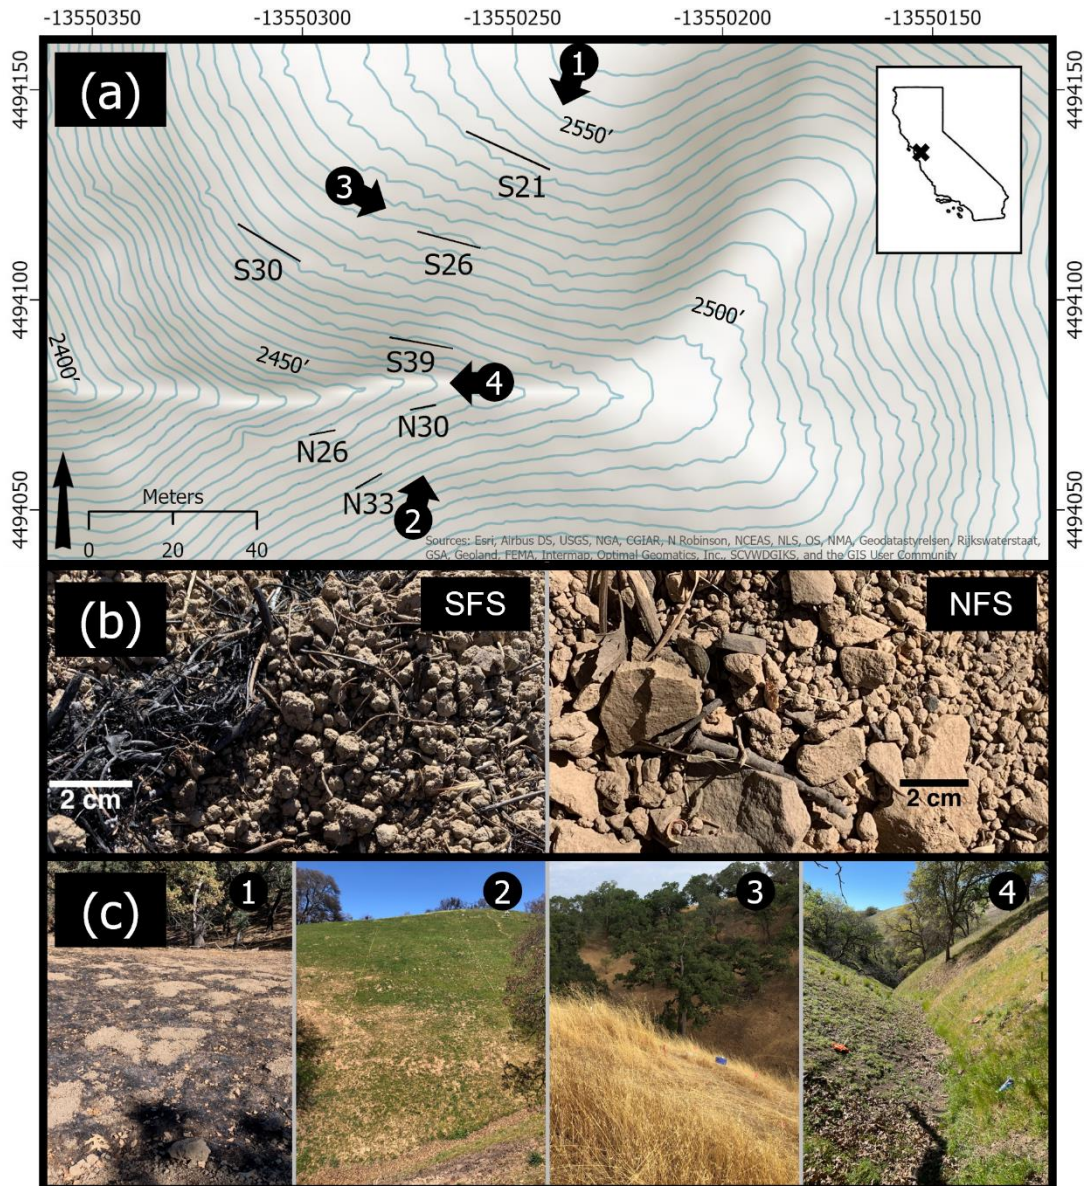 -13550350 -13550300 -13550250 -13550200 -13550150
(a)
1
4494150
4494150
2550'
S21
3
S30
S26
4494100
4494100
2500'
2400'
2450'
S39
4
N30
N26
N33
2
4494050
4494050
Meters
0 20 40
Sources: Esri, Airbus DS, USGS, NGA, CGIAR, N Robinson, NCEAS, NLS, OS, NMA, Geodatastyrelsen, Rijkswaterstaat,
GSA, Geoland, FEMA, Intermap, Optimal Geomatics, Inc., SCVWDGIKS, and the GIS User Community
(b)
SFS
NFS
2 cm
2 cm
(c)
1
2
3
4